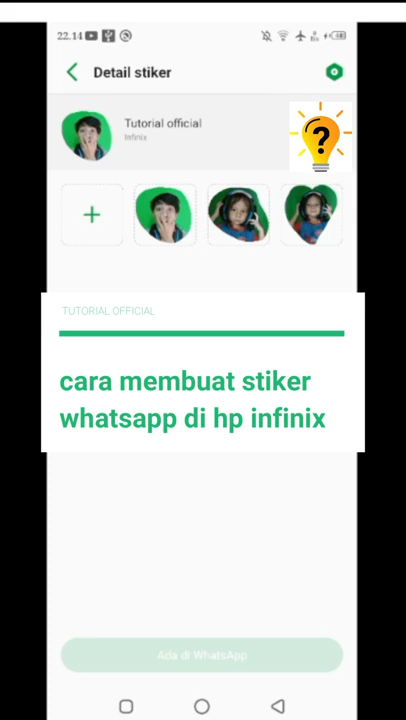 22.14
Detail stiker
Tutorial official
Infinix
?
TUTORIAL OFFICIAL
cara membuat stiker
whatsapp di hp infinix
Ada di WhatsApp